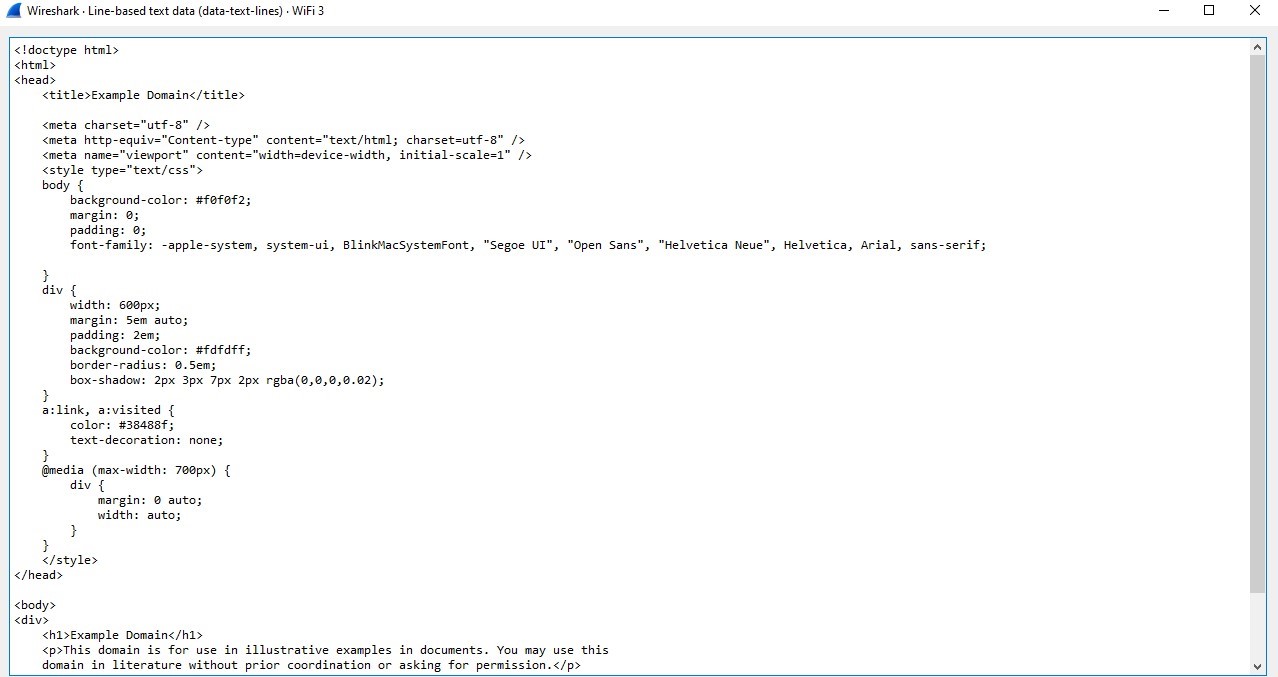 Wireshark · Line-based text data (data-text-lines) · WiFi 3
<!doctype html>
<html>
<head>
    <title>Example Domain</title>

    <meta charset="utf-8" />
    <meta http-equiv="Content-type" content="text/html; charset=utf-8" />
    <meta name="viewport" content="width=device-width, initial-scale=1" />
    <style type="text/css">
    body {
        background-color: #f0f0f2;
        margin: 0;
        padding: 0;
        font-family: -apple-system, system-ui, BlinkMacSystemFont, "Segoe UI", "Open Sans", "Helvetica Neue", Helvetica, Arial, sans-serif;

    }
    div {
        width: 600px;
        margin: 5em auto;
        padding: 2em;
        background-color: #fdfdff;
        border-radius: 0.5em;
        box-shadow: 2px 3px 7px 2px rgba(0,0,0,0.02);
    }
    a:link, a:visited {
        color: #38488f;
        text-decoration: none;
    }
    @media (max-width: 700px) {
        div {
            margin: 0 auto;
            width: auto;
        }
    }
    </style>
</head>

<body>
<div>
    <h1>Example Domain</h1>
    <p>This domain is for use in illustrative examples in documents. You may use this
    domain in literature without prior coordination or asking for permission.</p>